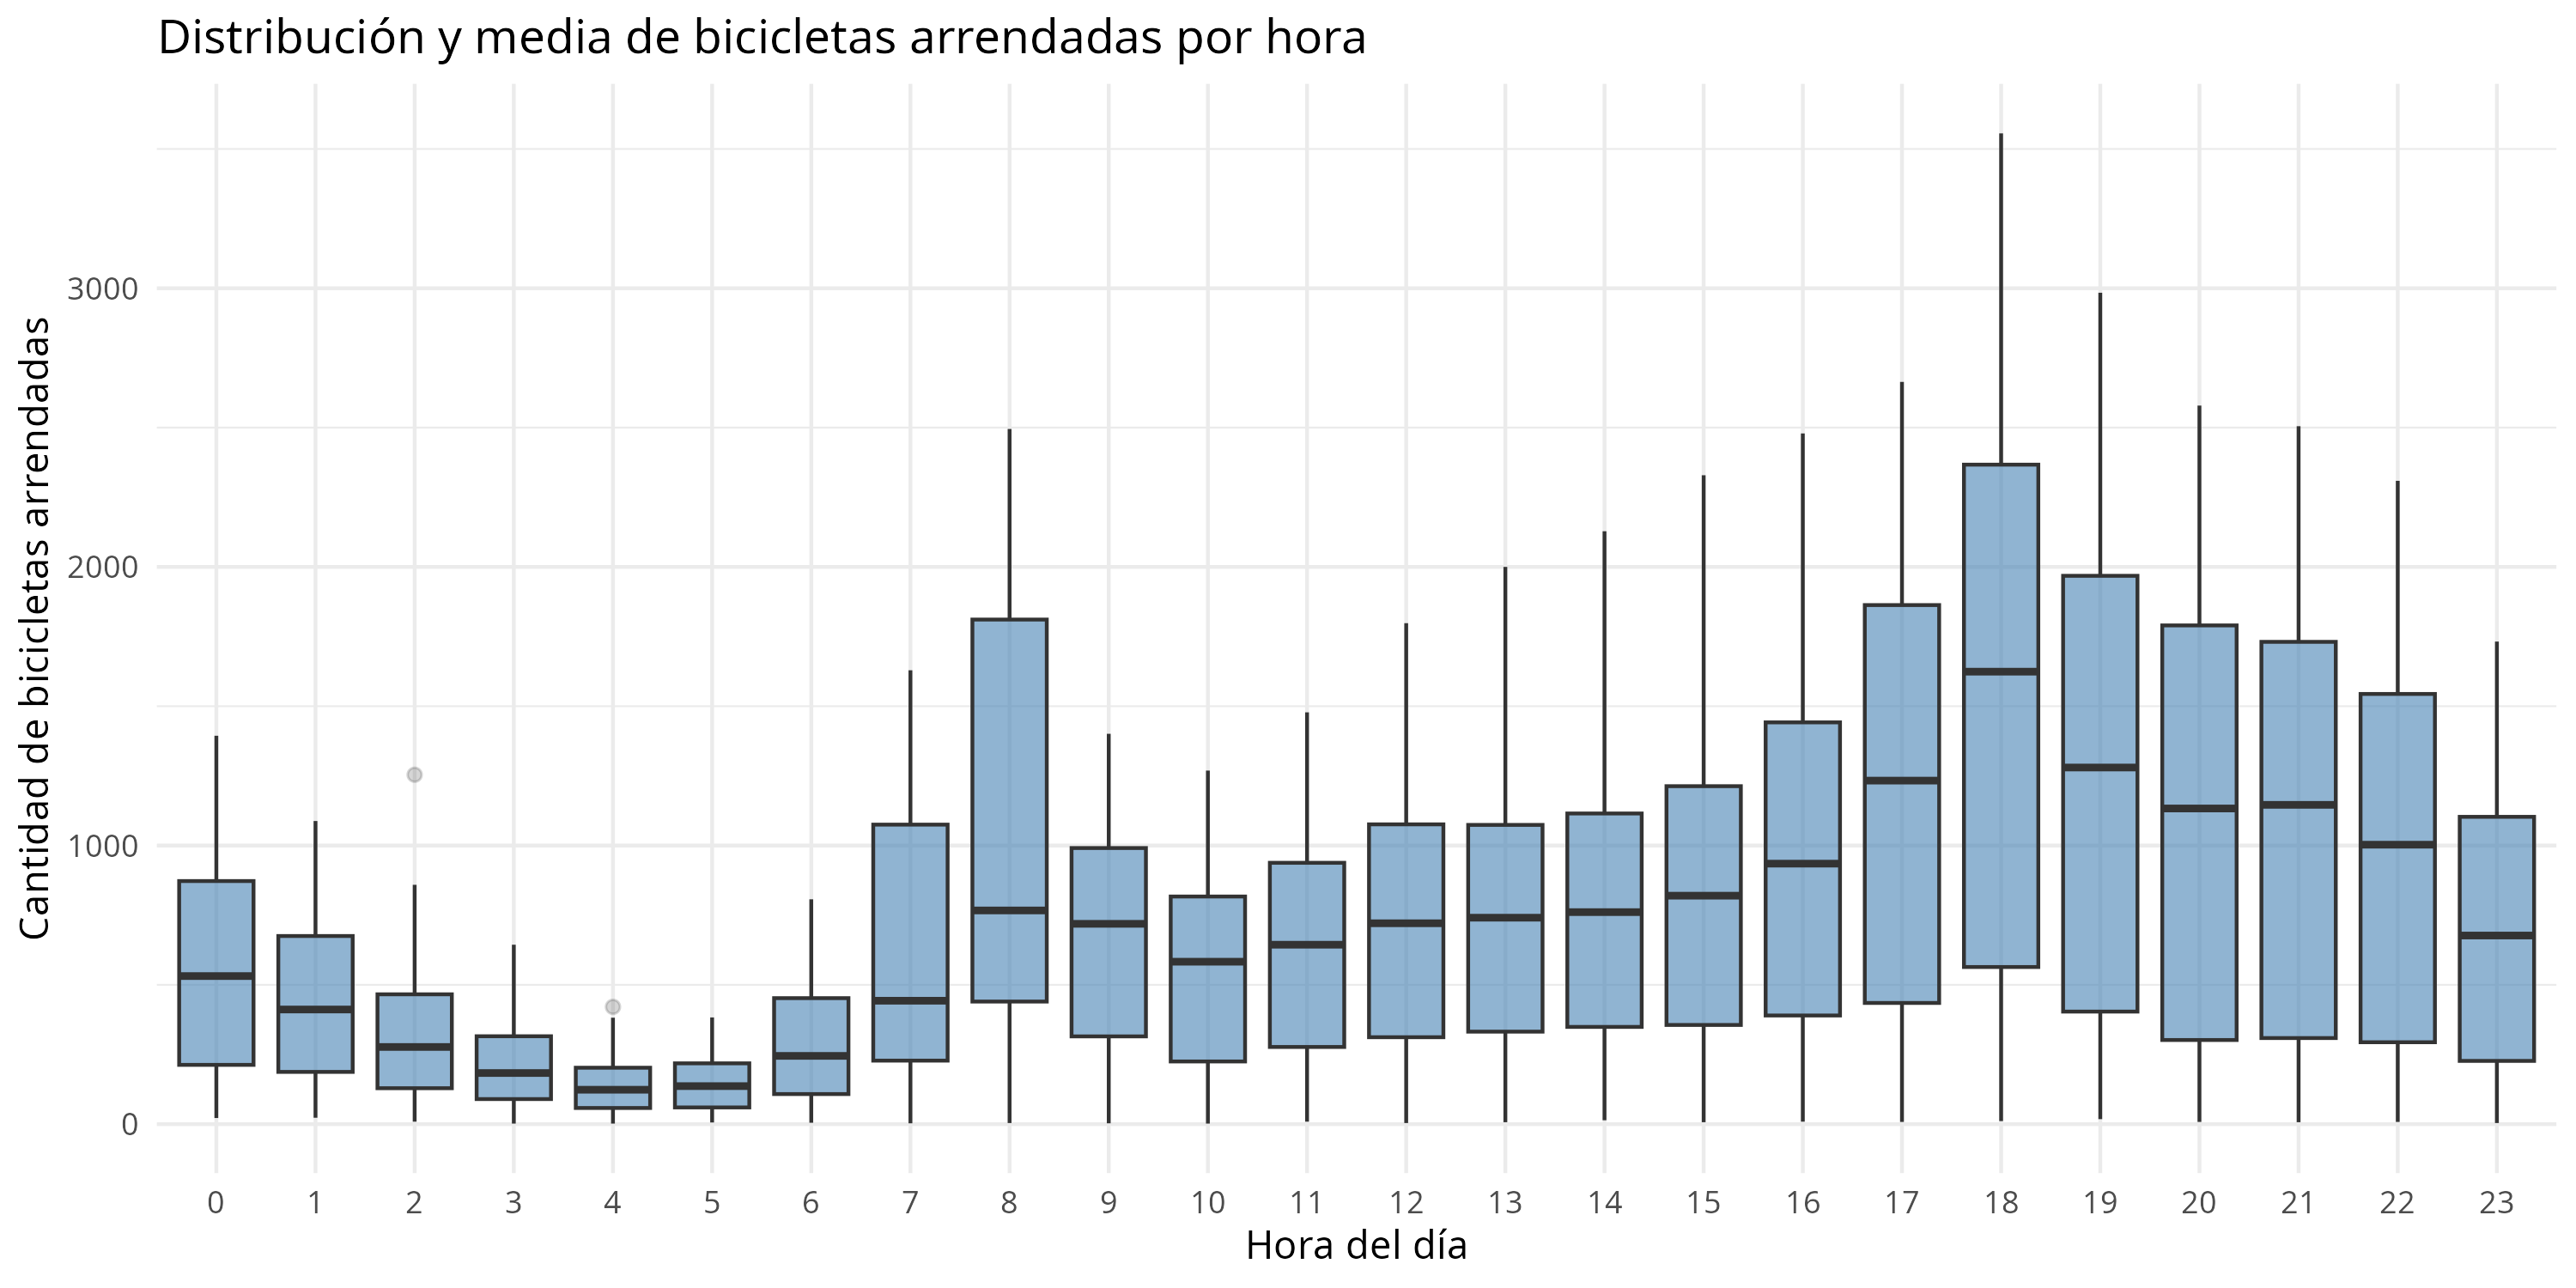 Distribución y media de bicicletas arrendadas por hora
Cantidad de bicicletas arrendadas
3000
2000
1000
0
0 1 2 3 4 5 6 7 8 9 10 11 12 13 14 15 16 17 18 19 20 21 22 23
Hora del día